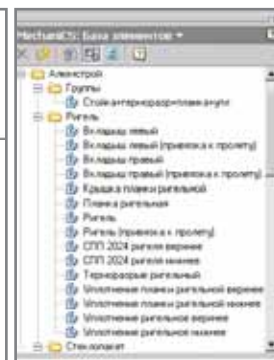 MechaniCS: База элементов
Алюмстрой
Группы
Стойка+терморазр+планка+упл
Ригель
Вкладыш левый
Вкладыш левый (привязка к пролету)
Вкладыш правый
Вкладыш правый (привязка к пролету)
Крышка планки ригельной
Планка ригельная
Ригель
Ригель (привязка к пролету)
СПП 2024 ригеля верхнее
СПП 2024 ригеля нижнее
Терморазрыв ригельный
Уплотнение планки ригельной верхнее
Уплотнение планки ригельной нижнее
Уплотнение ригельное верхнее
Уплотнение ригельное нижнее
Стеклопакет